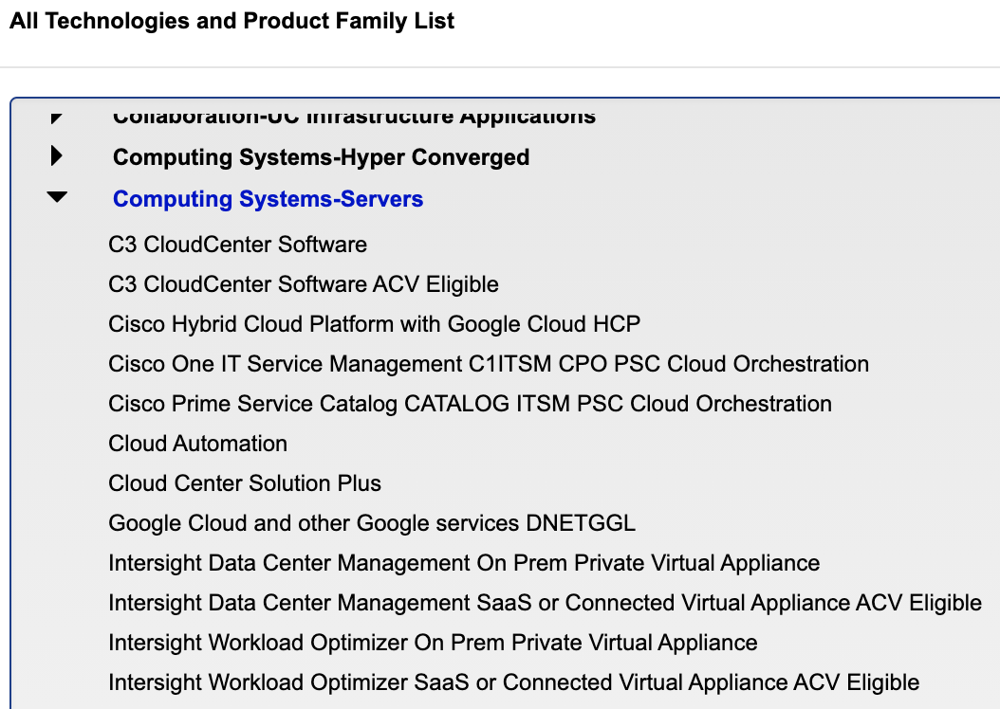 All Technologies and Product Family List
Collaboration-UC Infrastructure Applications
Computing Systems-Hyper Converged
Computing Systems-Servers
C3 CloudCenter Software
C3 CloudCenter Software ACV Eligible
Cisco Hybrid Cloud Platform with Google Cloud HCP
Cisco One IT Service Management C1ITSM CPO PSC Cloud Orchestration
Cisco Prime Service Catalog CATALOG ITSM PSC Cloud Orchestration
Cloud Automation
Cloud Center Solution Plus
Google Cloud and other Google services DNETGGL
Intersight Data Center Management On Prem Private Virtual Appliance
Intersight Data Center Management SaaS or Connected Virtual Appliance ACV Eligible
Intersight Workload Optimizer On Prem Private Virtual Appliance
Intersight Workload Optimizer SaaS or Connected Virtual Appliance ACV Eligible